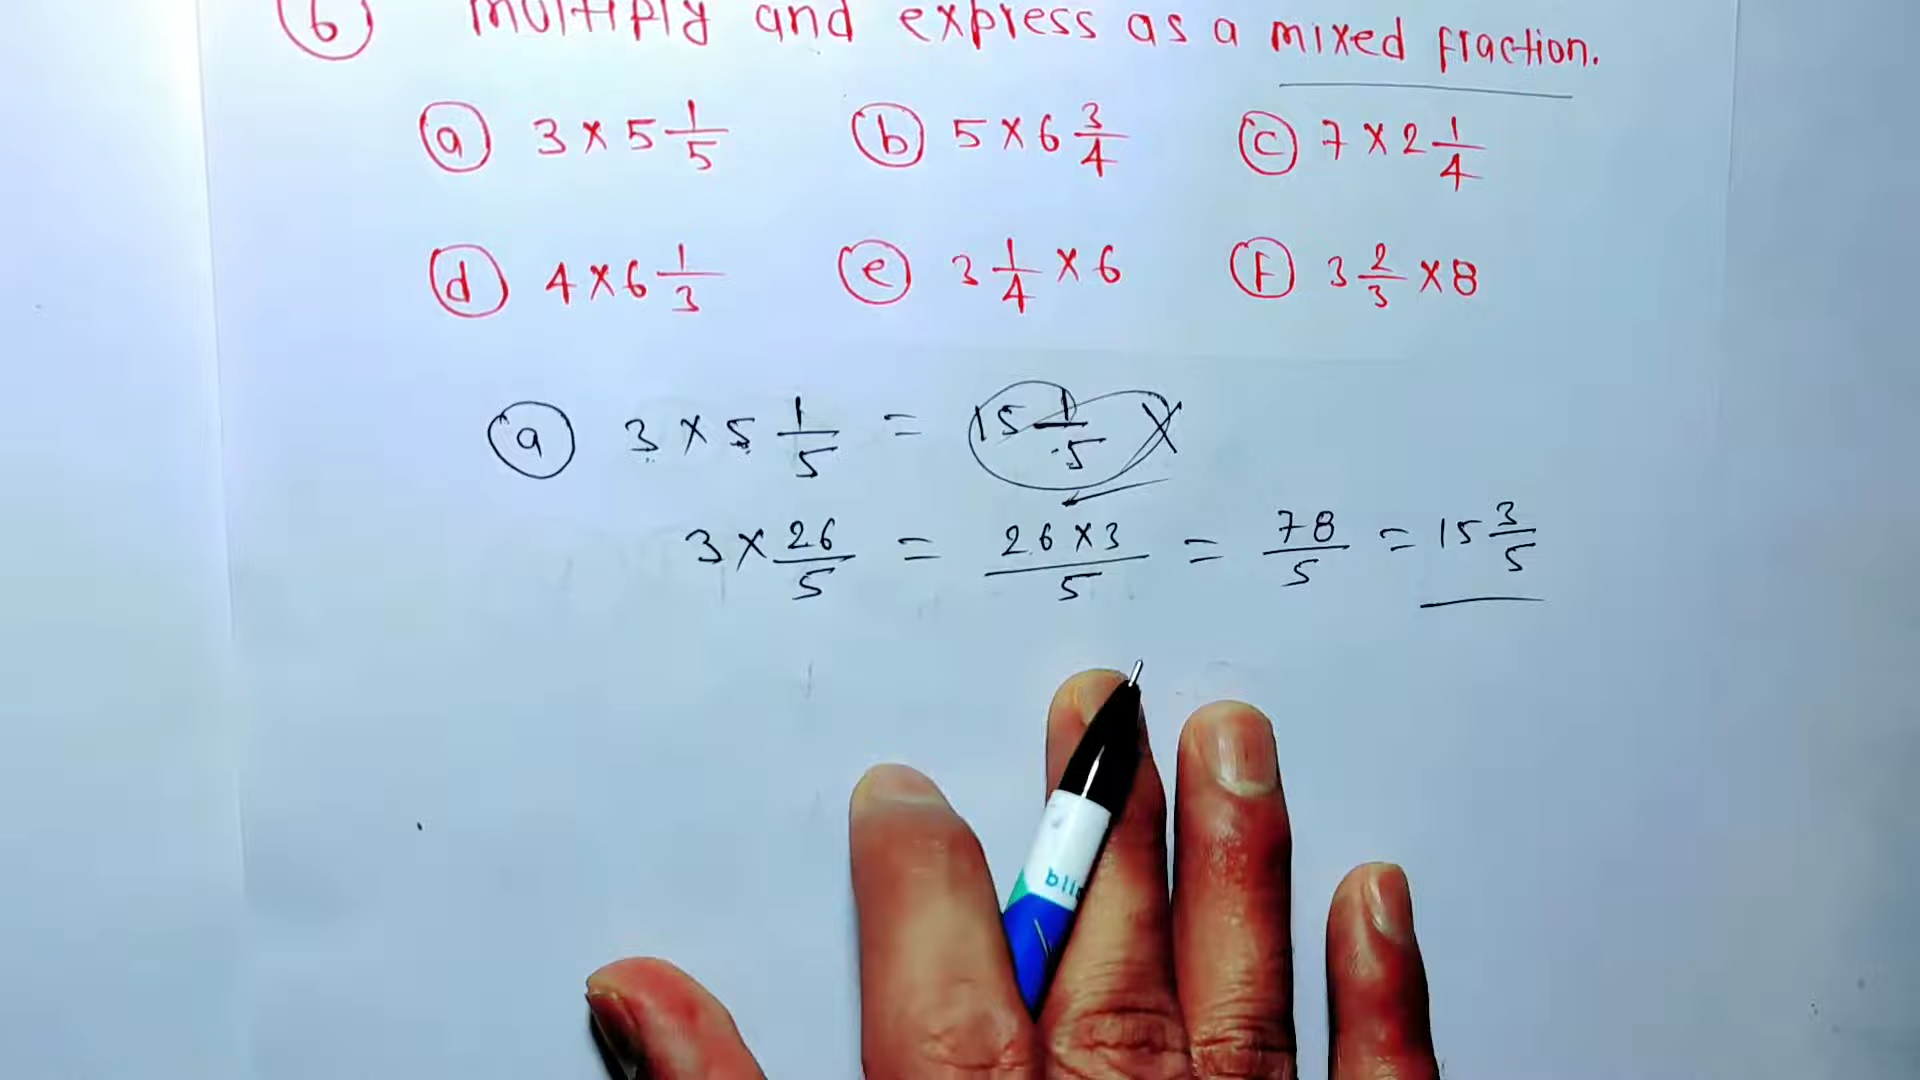 6 Multiply and express as a mixed fraction.
a 3 × 5 1/5 b 5 × 6 3/4 c 7 × 2 1/4
d 4 × 6 1/3 e 3 1/4 × 6 f 3 2/3 × 8
a 3 × 5 1/5 = 15 1/5 ×
3 × 26/5 = 26 × 3/5 = 78/5 = 15 3/5